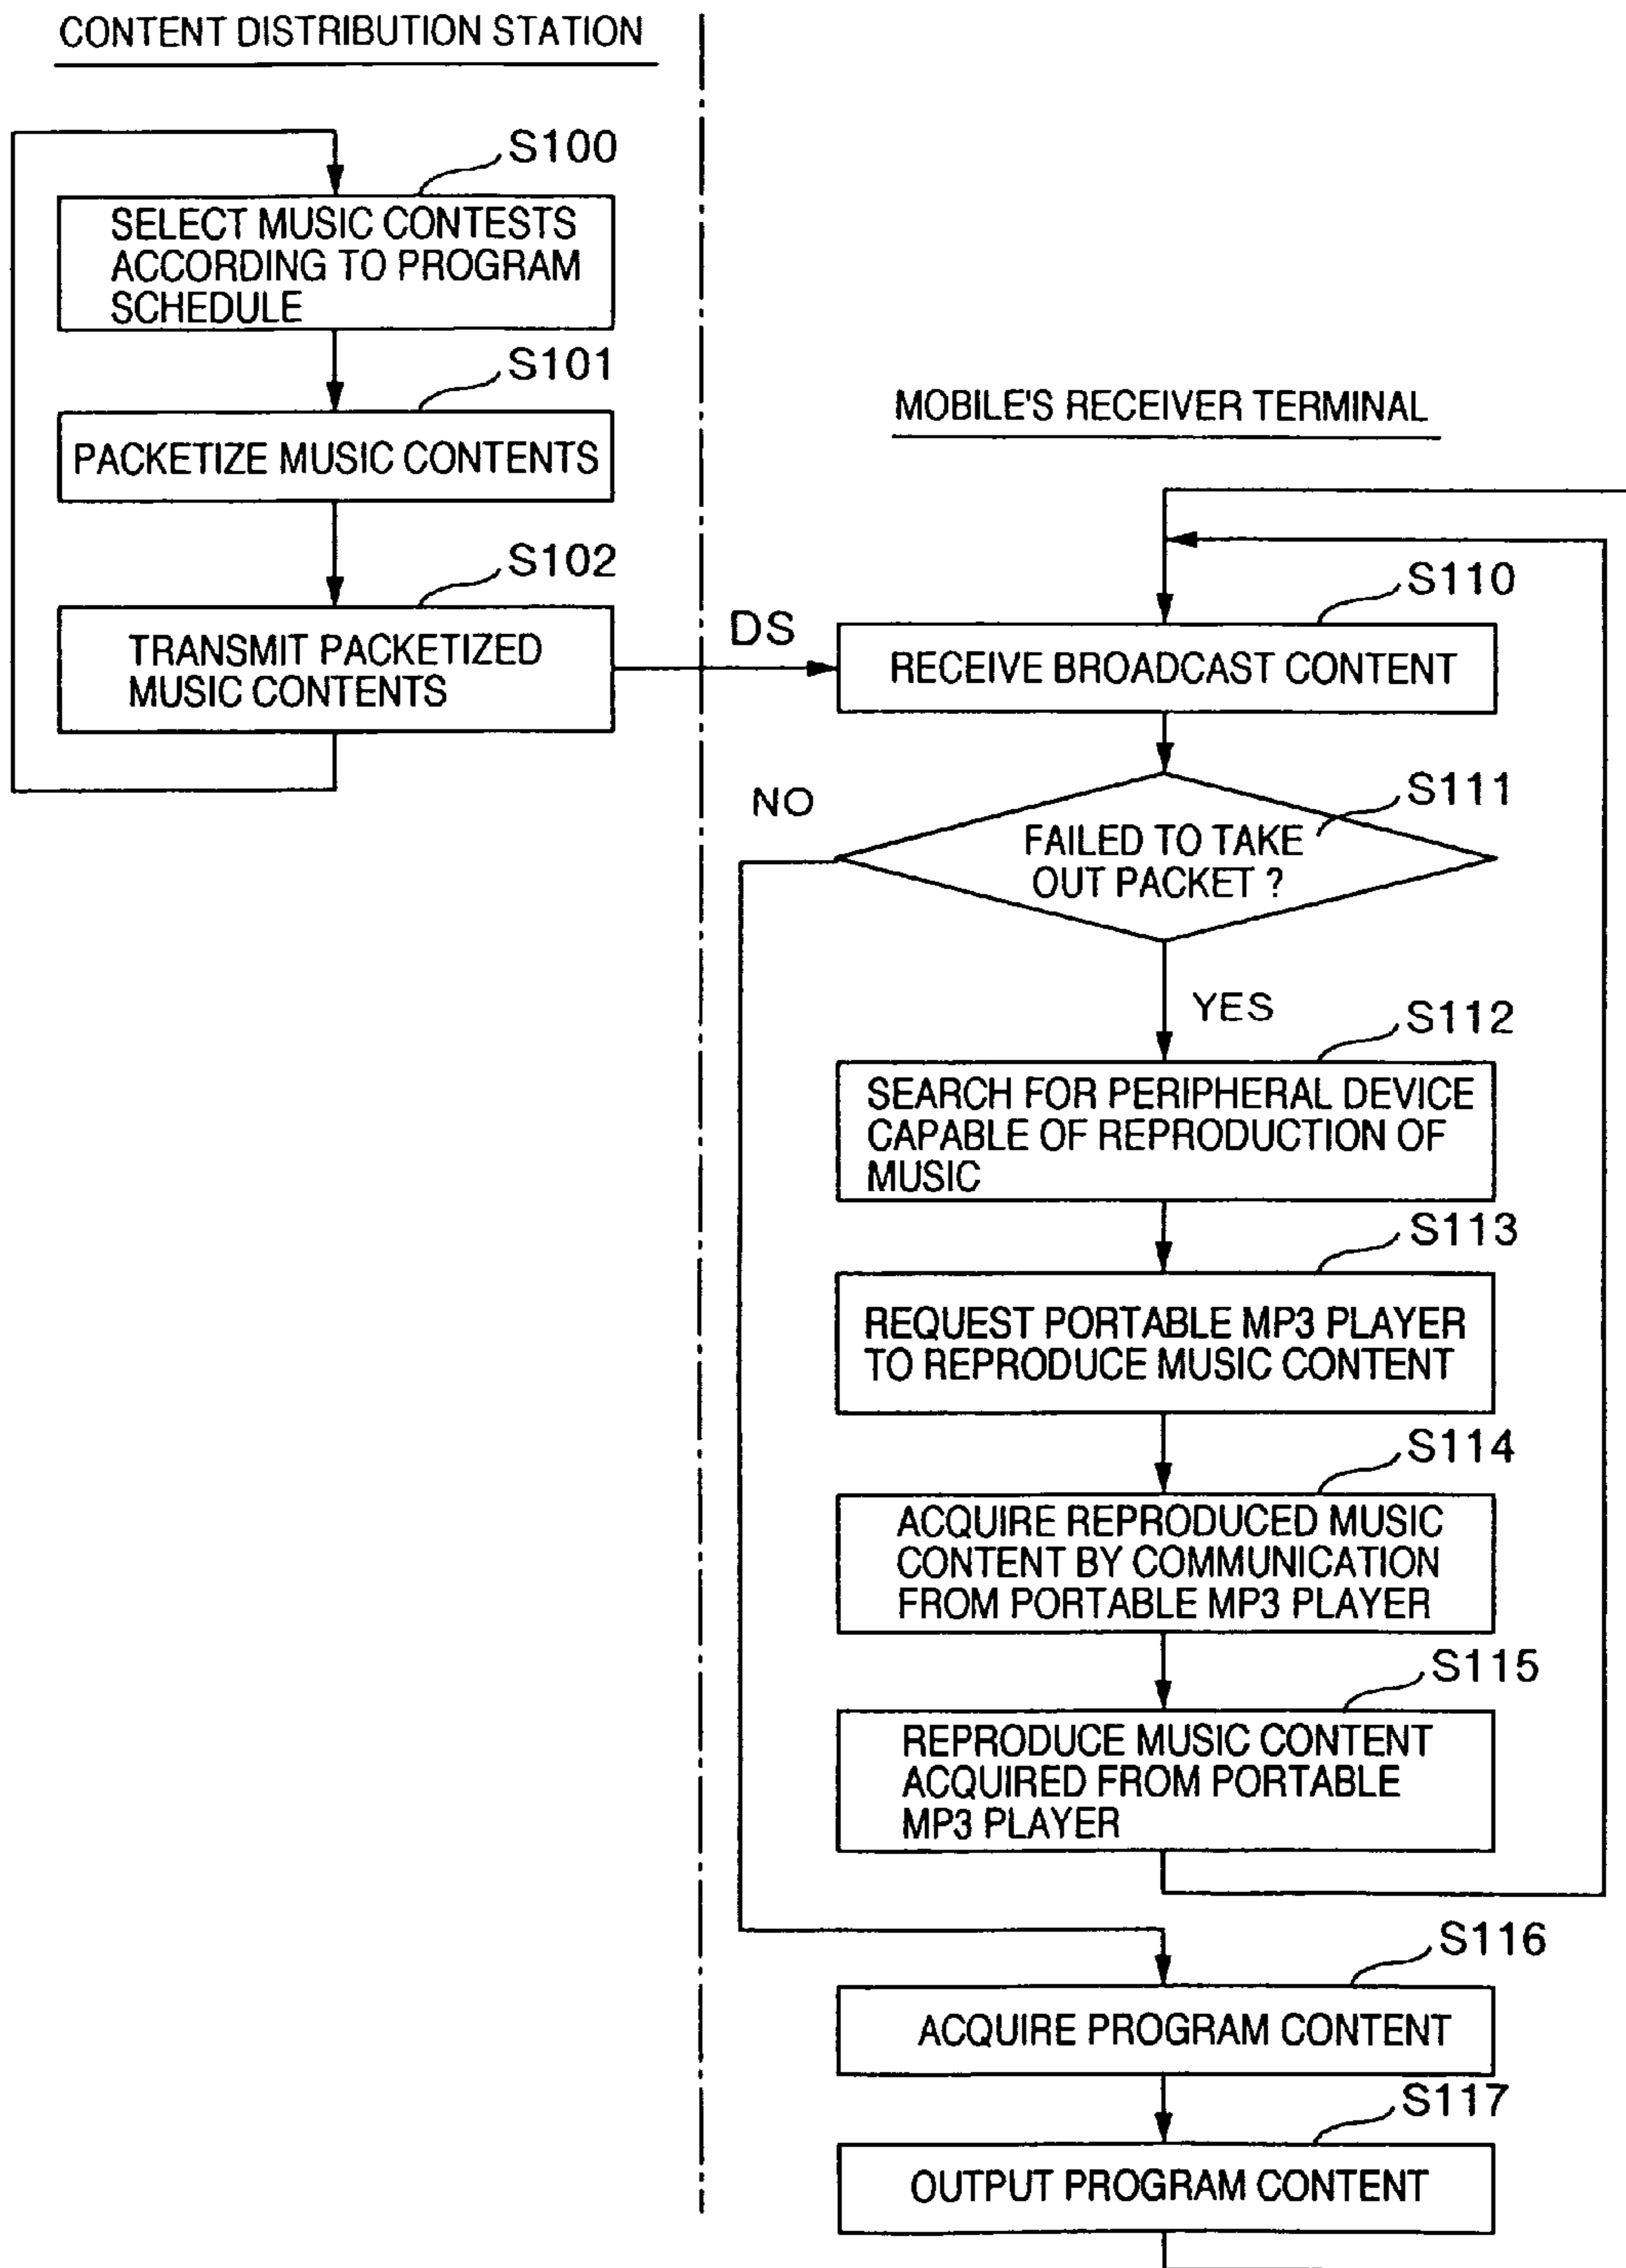 CONTENT DISTRIBUTION STATION
S100
SELECT MUSIC CONTESTS
ACCORDING TO PROGRAM
SCHEDULE
S101
PACKETIZE MUSIC CONTENTS
S102
TRANSMIT PACKETIZED
MUSIC CONTENTS
DS
MOBILE'S RECEIVER TERMINAL
S110
RECEIVE BROADCAST CONTENT
S111
FAILED TO TAKE
OUT PACKET ?
NO
YES
S112
SEARCH FOR PERIPHERAL DEVICE
CAPABLE OF REPRODUCTION OF
MUSIC
S113
REQUEST PORTABLE MP3 PLAYER
TO REPRODUCE MUSIC CONTENT
S114
ACQUIRE REPRODUCED MUSIC
CONTENT BY COMMUNICATION
FROM PORTABLE MP3 PLAYER
S115
REPRODUCE MUSIC CONTENT
ACQUIRED FROM PORTABLE
MP3 PLAYER
S116
ACQUIRE PROGRAM CONTENT
S117
OUTPUT PROGRAM CONTENT